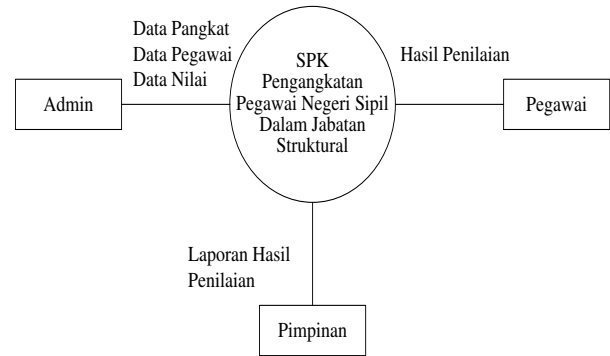 Data Pangkat
Data Pegawai
Data Nilai
Admin
SPK
Pengangkatan
Pegawai Negeri Sipil
Dalam Jabatan
Struktural
Hasil Penilaian
Pegawai
Laporan Hasil
Penilaian
Pimpinan